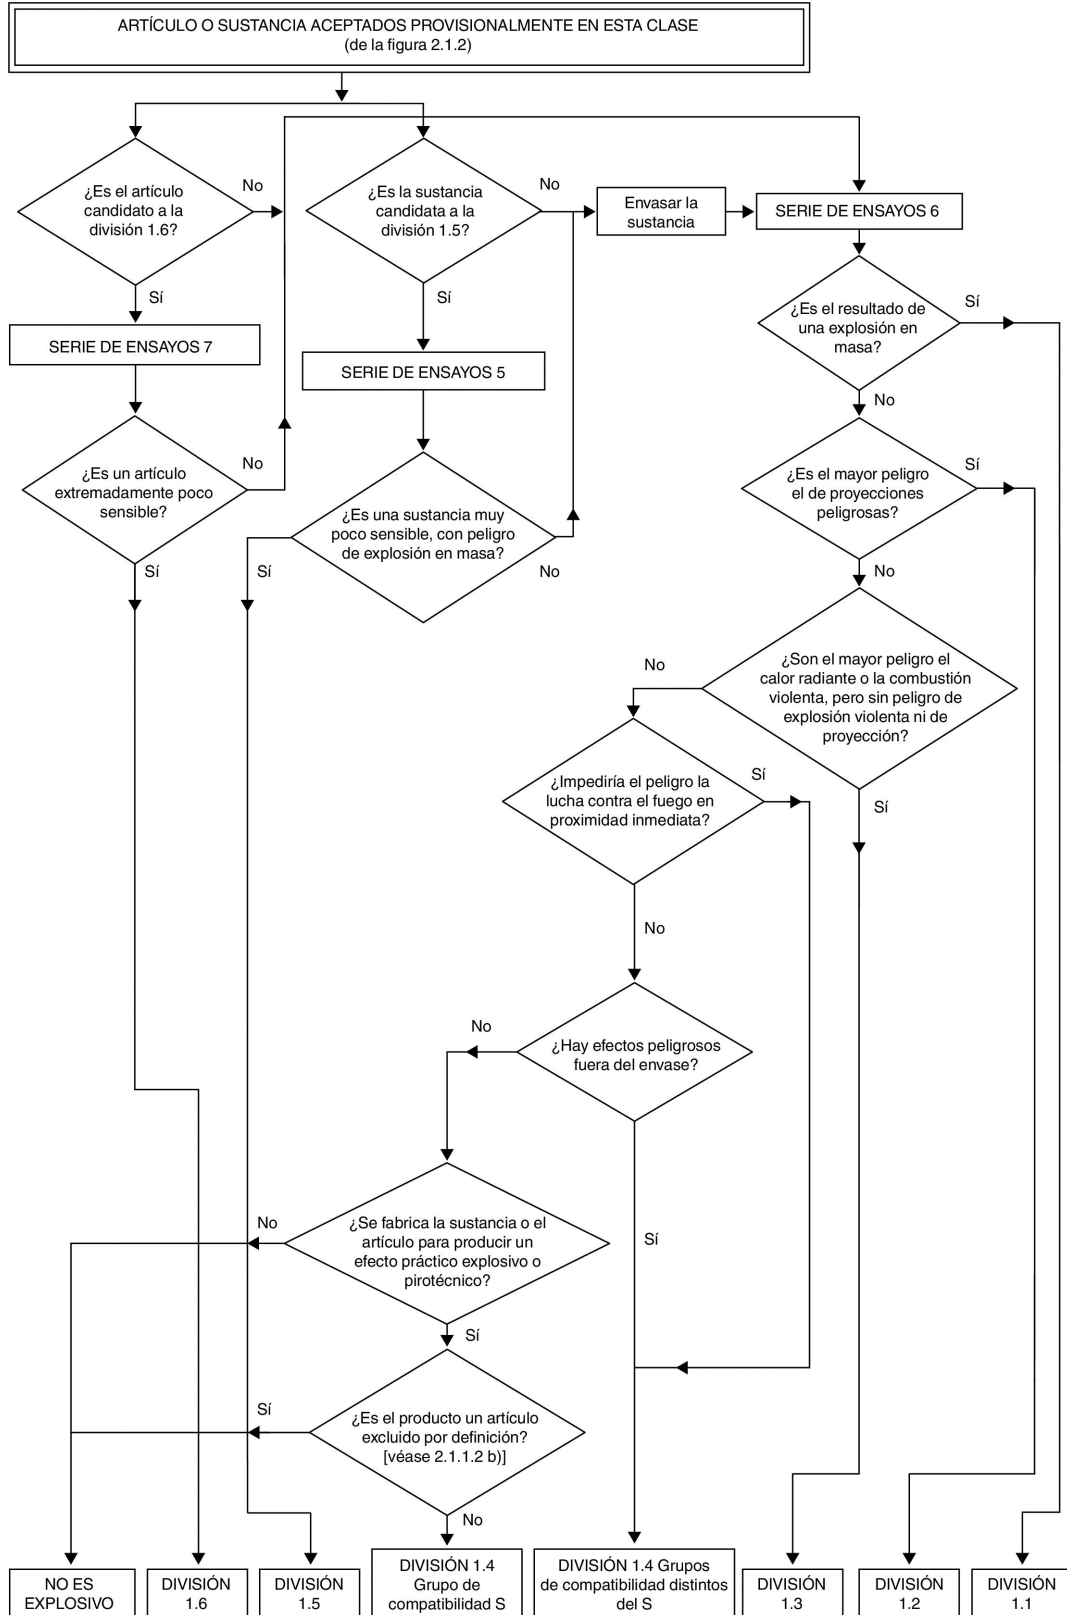 ARTÍCULO O SUSTANCIA ACEPTADOS PROVISIONALMENTE EN ESTA CLASE
(de la figura 2.1.2)
¿Es el artículo
candidato a la
división 1.6?
No
Sí
¿Es la sustancia
candidata a la
división 1.5?
No
Sí
Envasar la
sustancia
SERIE DE ENSAYOS 6
SERIE DE ENSAYOS 7
SERIE DE ENSAYOS 5
¿Es el resultado de
una explosión en
masa?
Sí
No
¿Es un artículo
extremadamente poco
sensible?
No
Sí
¿Es una sustancia muy
poco sensible, con peligro
de explosión en masa?
Sí
No
¿Es el mayor peligro
el de proyecciones
peligrosas?
Sí
No
¿Son el mayor peligro el
calor radiante o la combustión
violenta, pero sin peligro de
explosión violenta ni de
proyección?
No
Sí
¿Impediría el peligro la
lucha contra el fuego en
proximidad inmediata?
Sí
No
¿Hay efectos peligrosos
fuera del envase?
No
Sí
¿Se fabrica la sustancia o el
artículo para producir un
efecto práctico explosivo o
pirotécnico?
No
Sí
¿Es el producto un artículo
excluido por definición?
[véase 2.1.1.2 b)]
Sí
No
NO ES
EXPLOSIVO
DIVISIÓN
1.6
DIVISIÓN
1.5
DIVISIÓN 1.4
Grupo de
compatibilidad S
DIVISIÓN 1.4 Grupos
de compatibilidad distintos
del S
DIVISIÓN
1.3
DIVISIÓN
1.2
DIVISIÓN
1.1